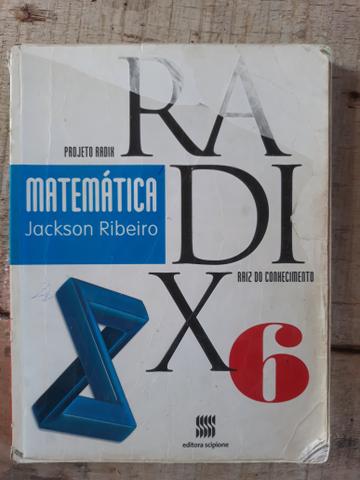 RA
DI
X
PROJETO RADIX
MATEMÁTICA
Jackson Ribeiro
RAIZ DO CONHECIMENTO
6
editora scipione